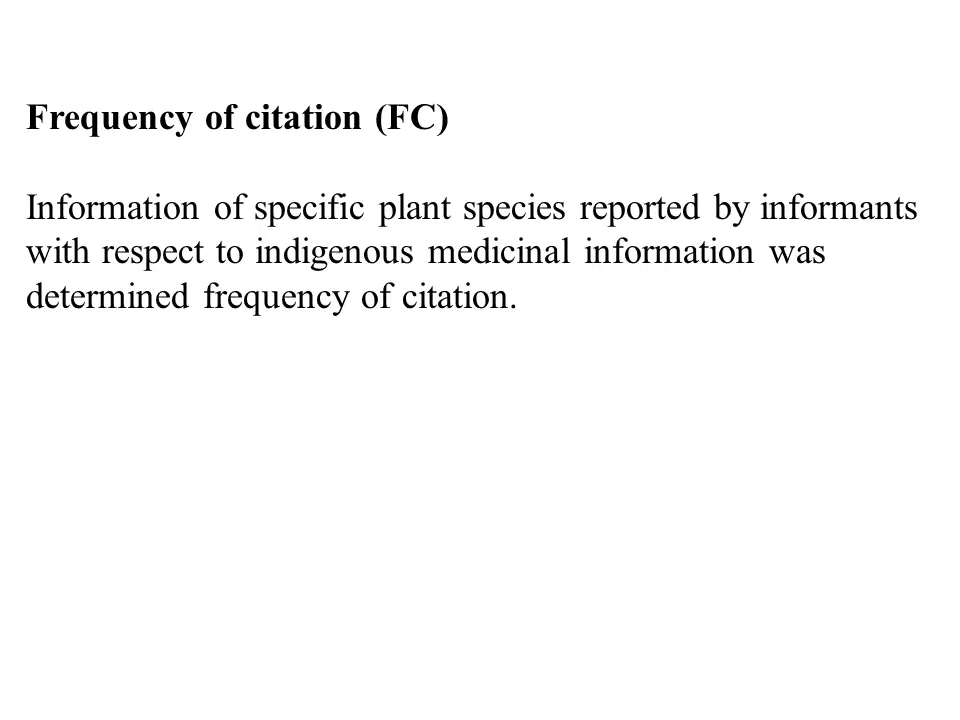 Frequency of citation (FC)
Information of specific plant species reported by informants
with respect to indigenous medicinal information was
determined frequency of citation.